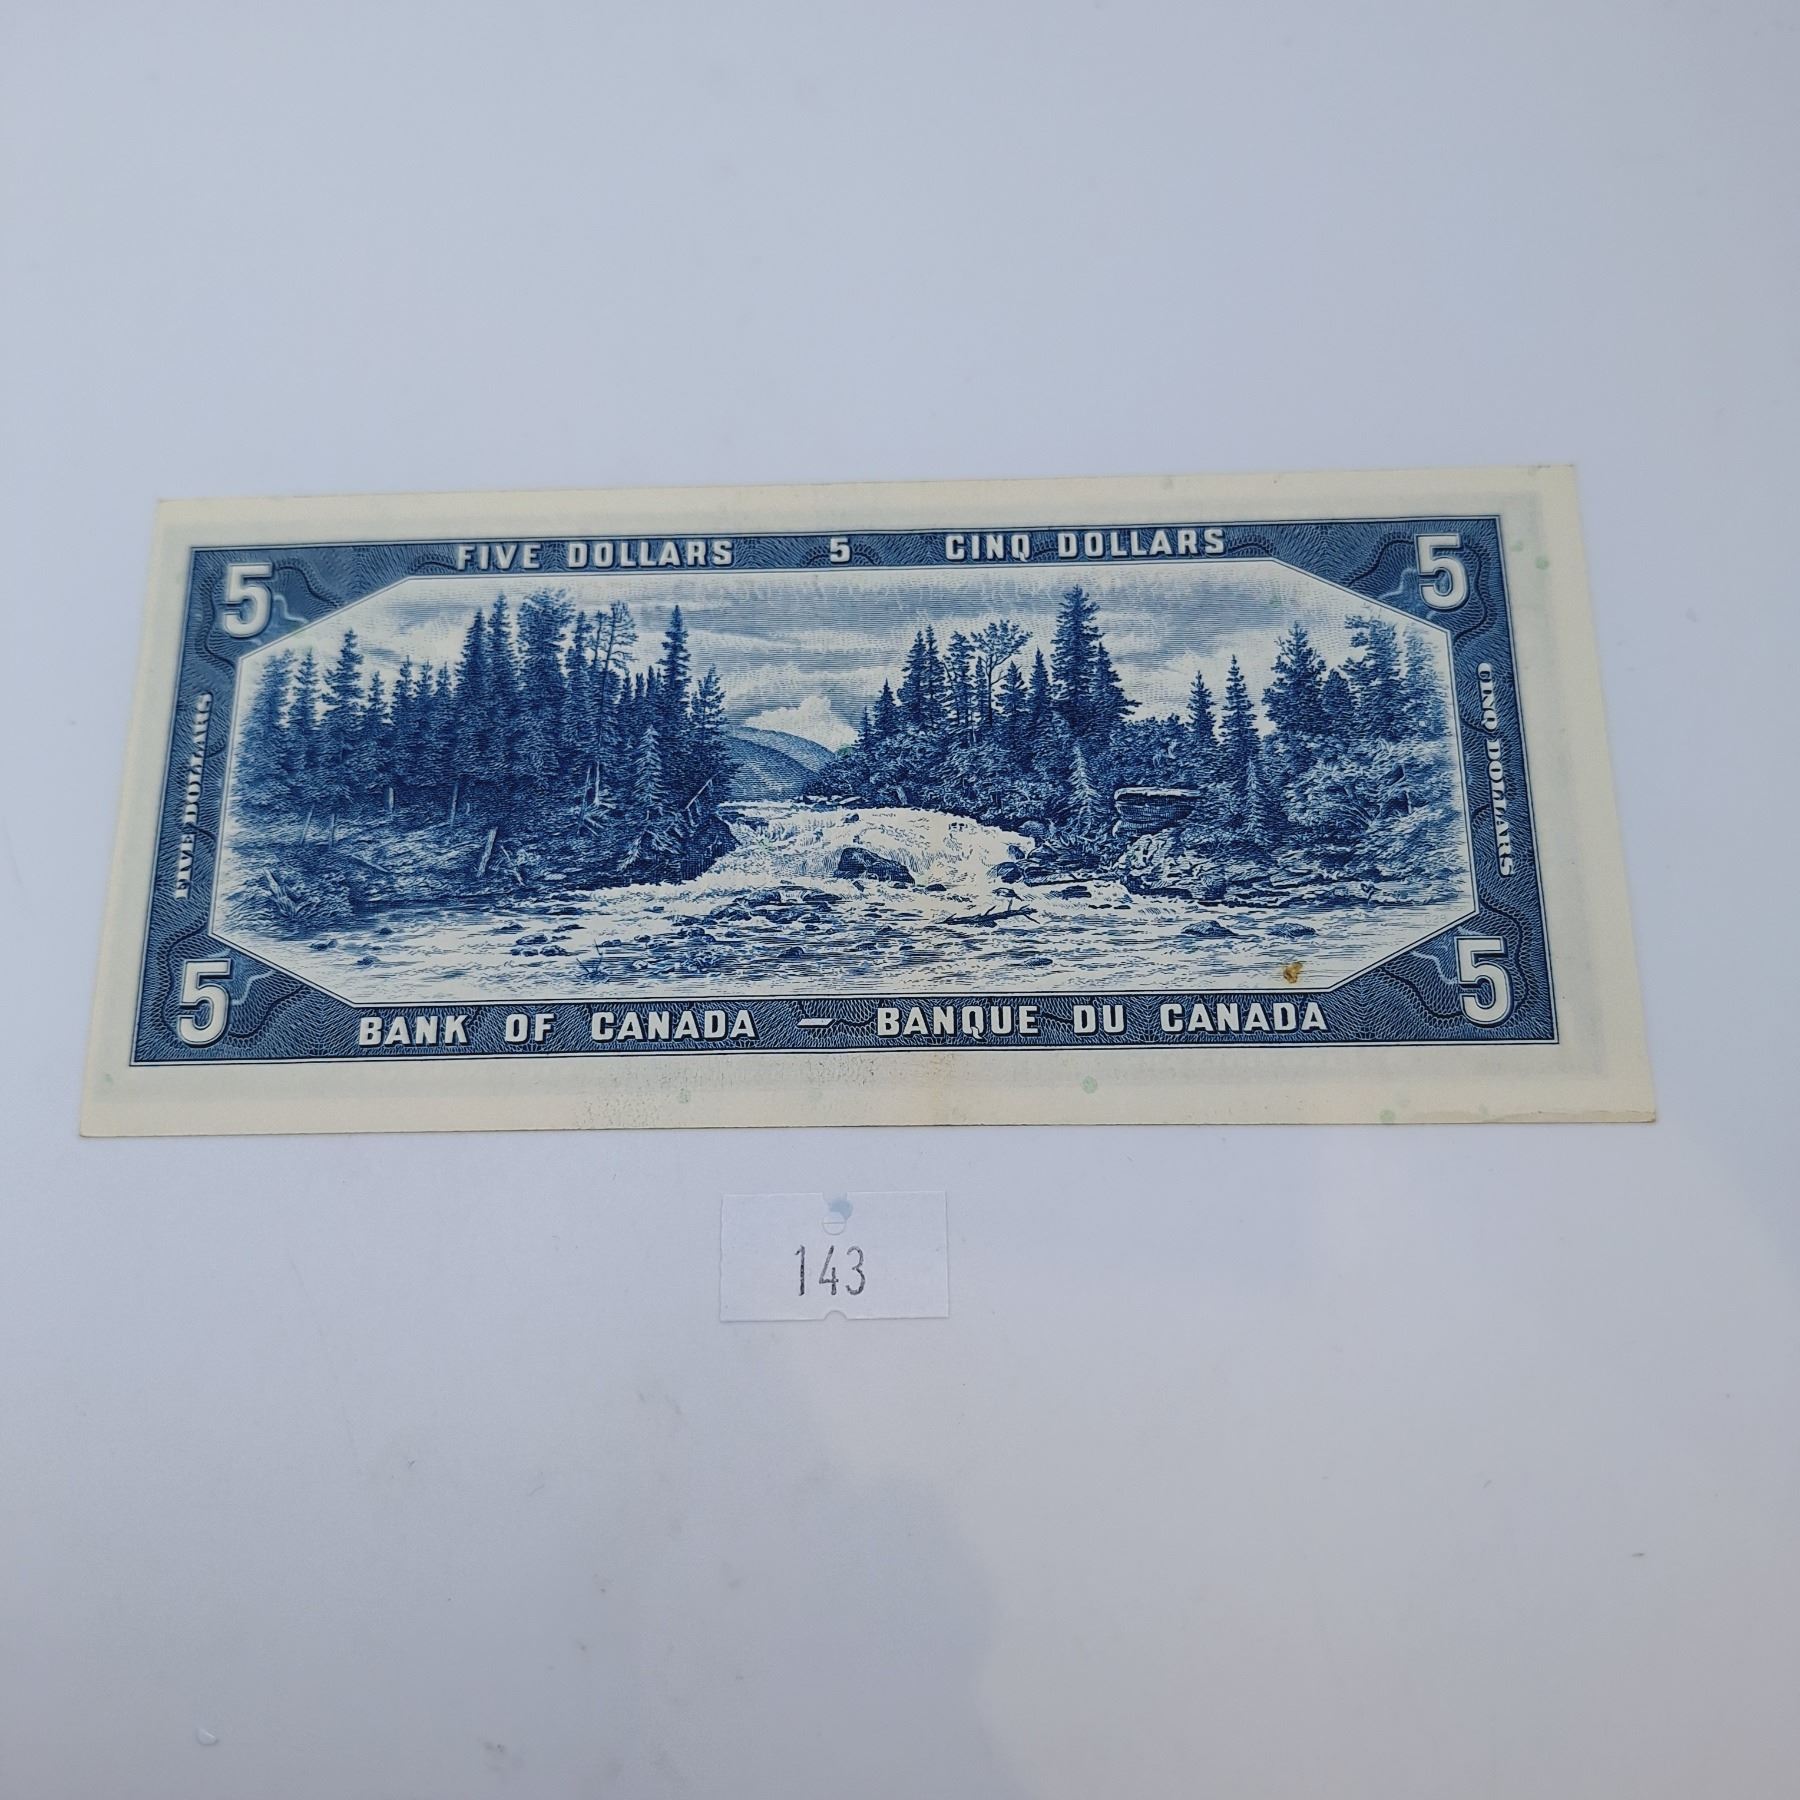 FIVE DOLLARS 5 CINQ DOLLARS
5 5
FIVE DOLLARS
CINQ DOLLARS
5 5
BANK OF CANADA – BANQUE DU CANADA
143